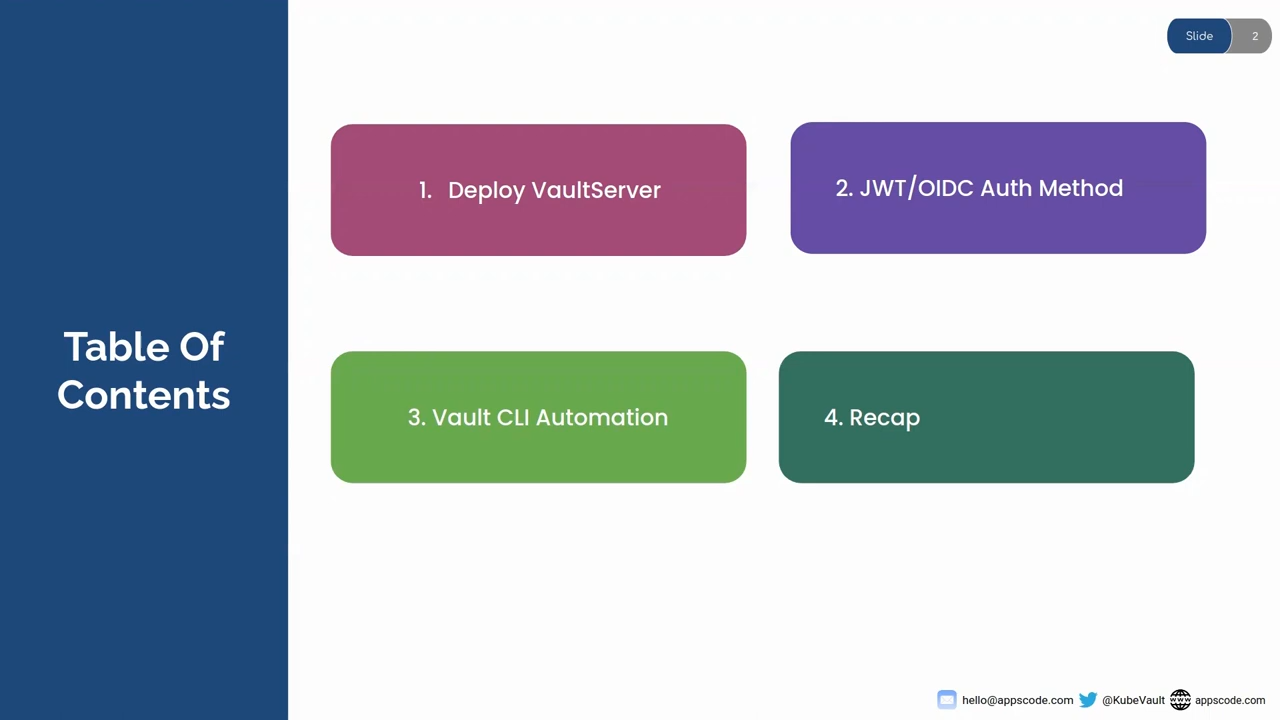 Slide 2
Table Of
Contents
1. Deploy VaultServer
2. JWT/OIDC Auth Method
3. Vault CLI Automation
4. Recap
hello@appscode.com @KubeVault www appscode.com